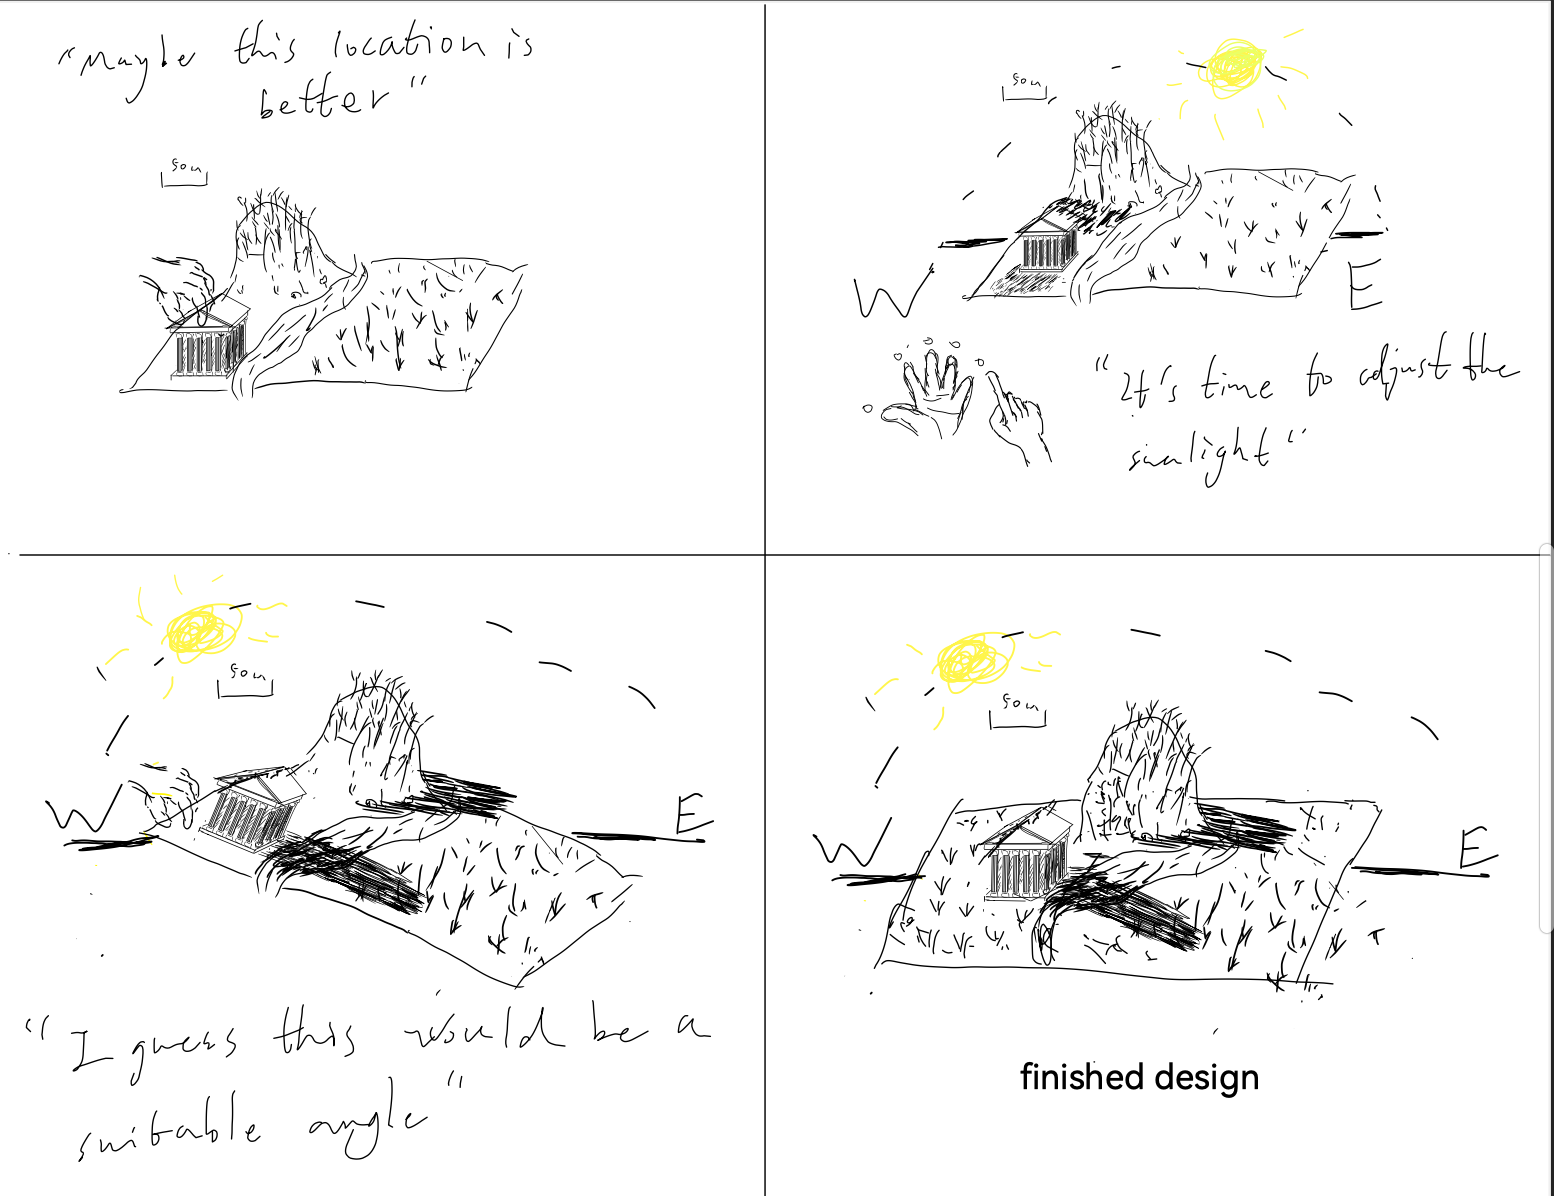 "Maybe this location is
better"
50m
50m
W
E
"It's time to adjust the
sunlight"
50m
W
E
"I guess this would be a
suitable angle"
50m
W
E
finished design